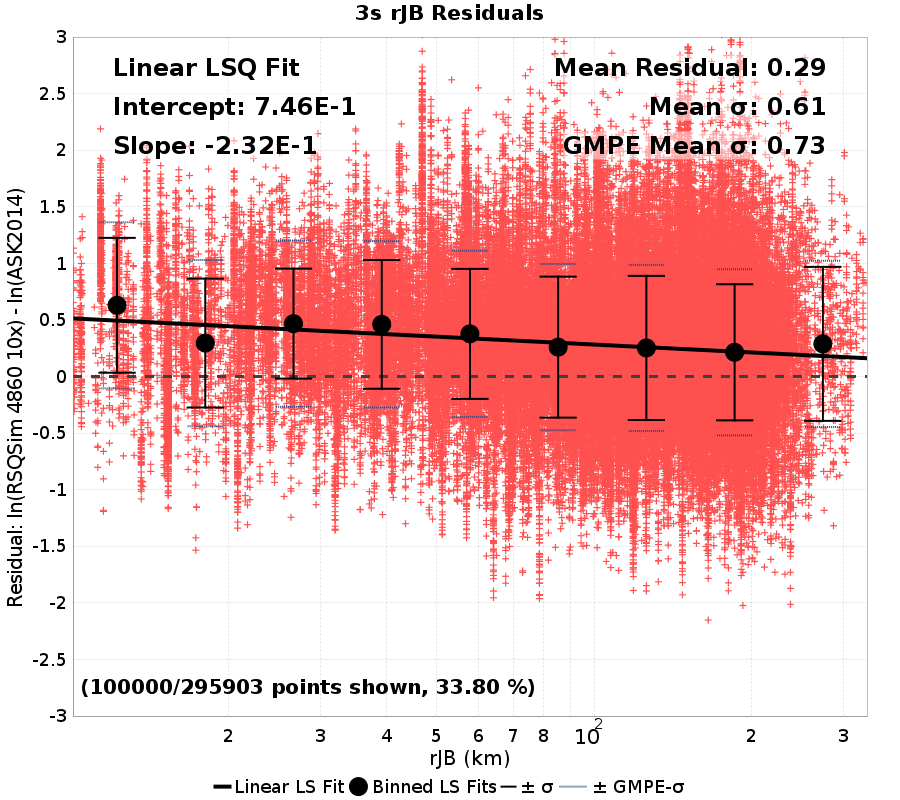 3s rJB Residuals
Linear LSQ Fit
Intercept: 7.46E-1
Slope: -2.32E-1
Mean Residual: 0.29
Mean σ: 0.61
GMPE Mean σ: 0.73
3
2.5
2
1.5
1
0.5
0
-0.5
-1
-1.5
-2
-2.5
-3
Residual: ln(RSQSim 4860 10x) - ln(ASK2014)
(100000/295903 points shown, 33.80 %)
2 3 4 5 6 7 8 10² 2 3
rJB (km)
Linear LS Fit Binned LS Fits ± σ ± GMPE-σ